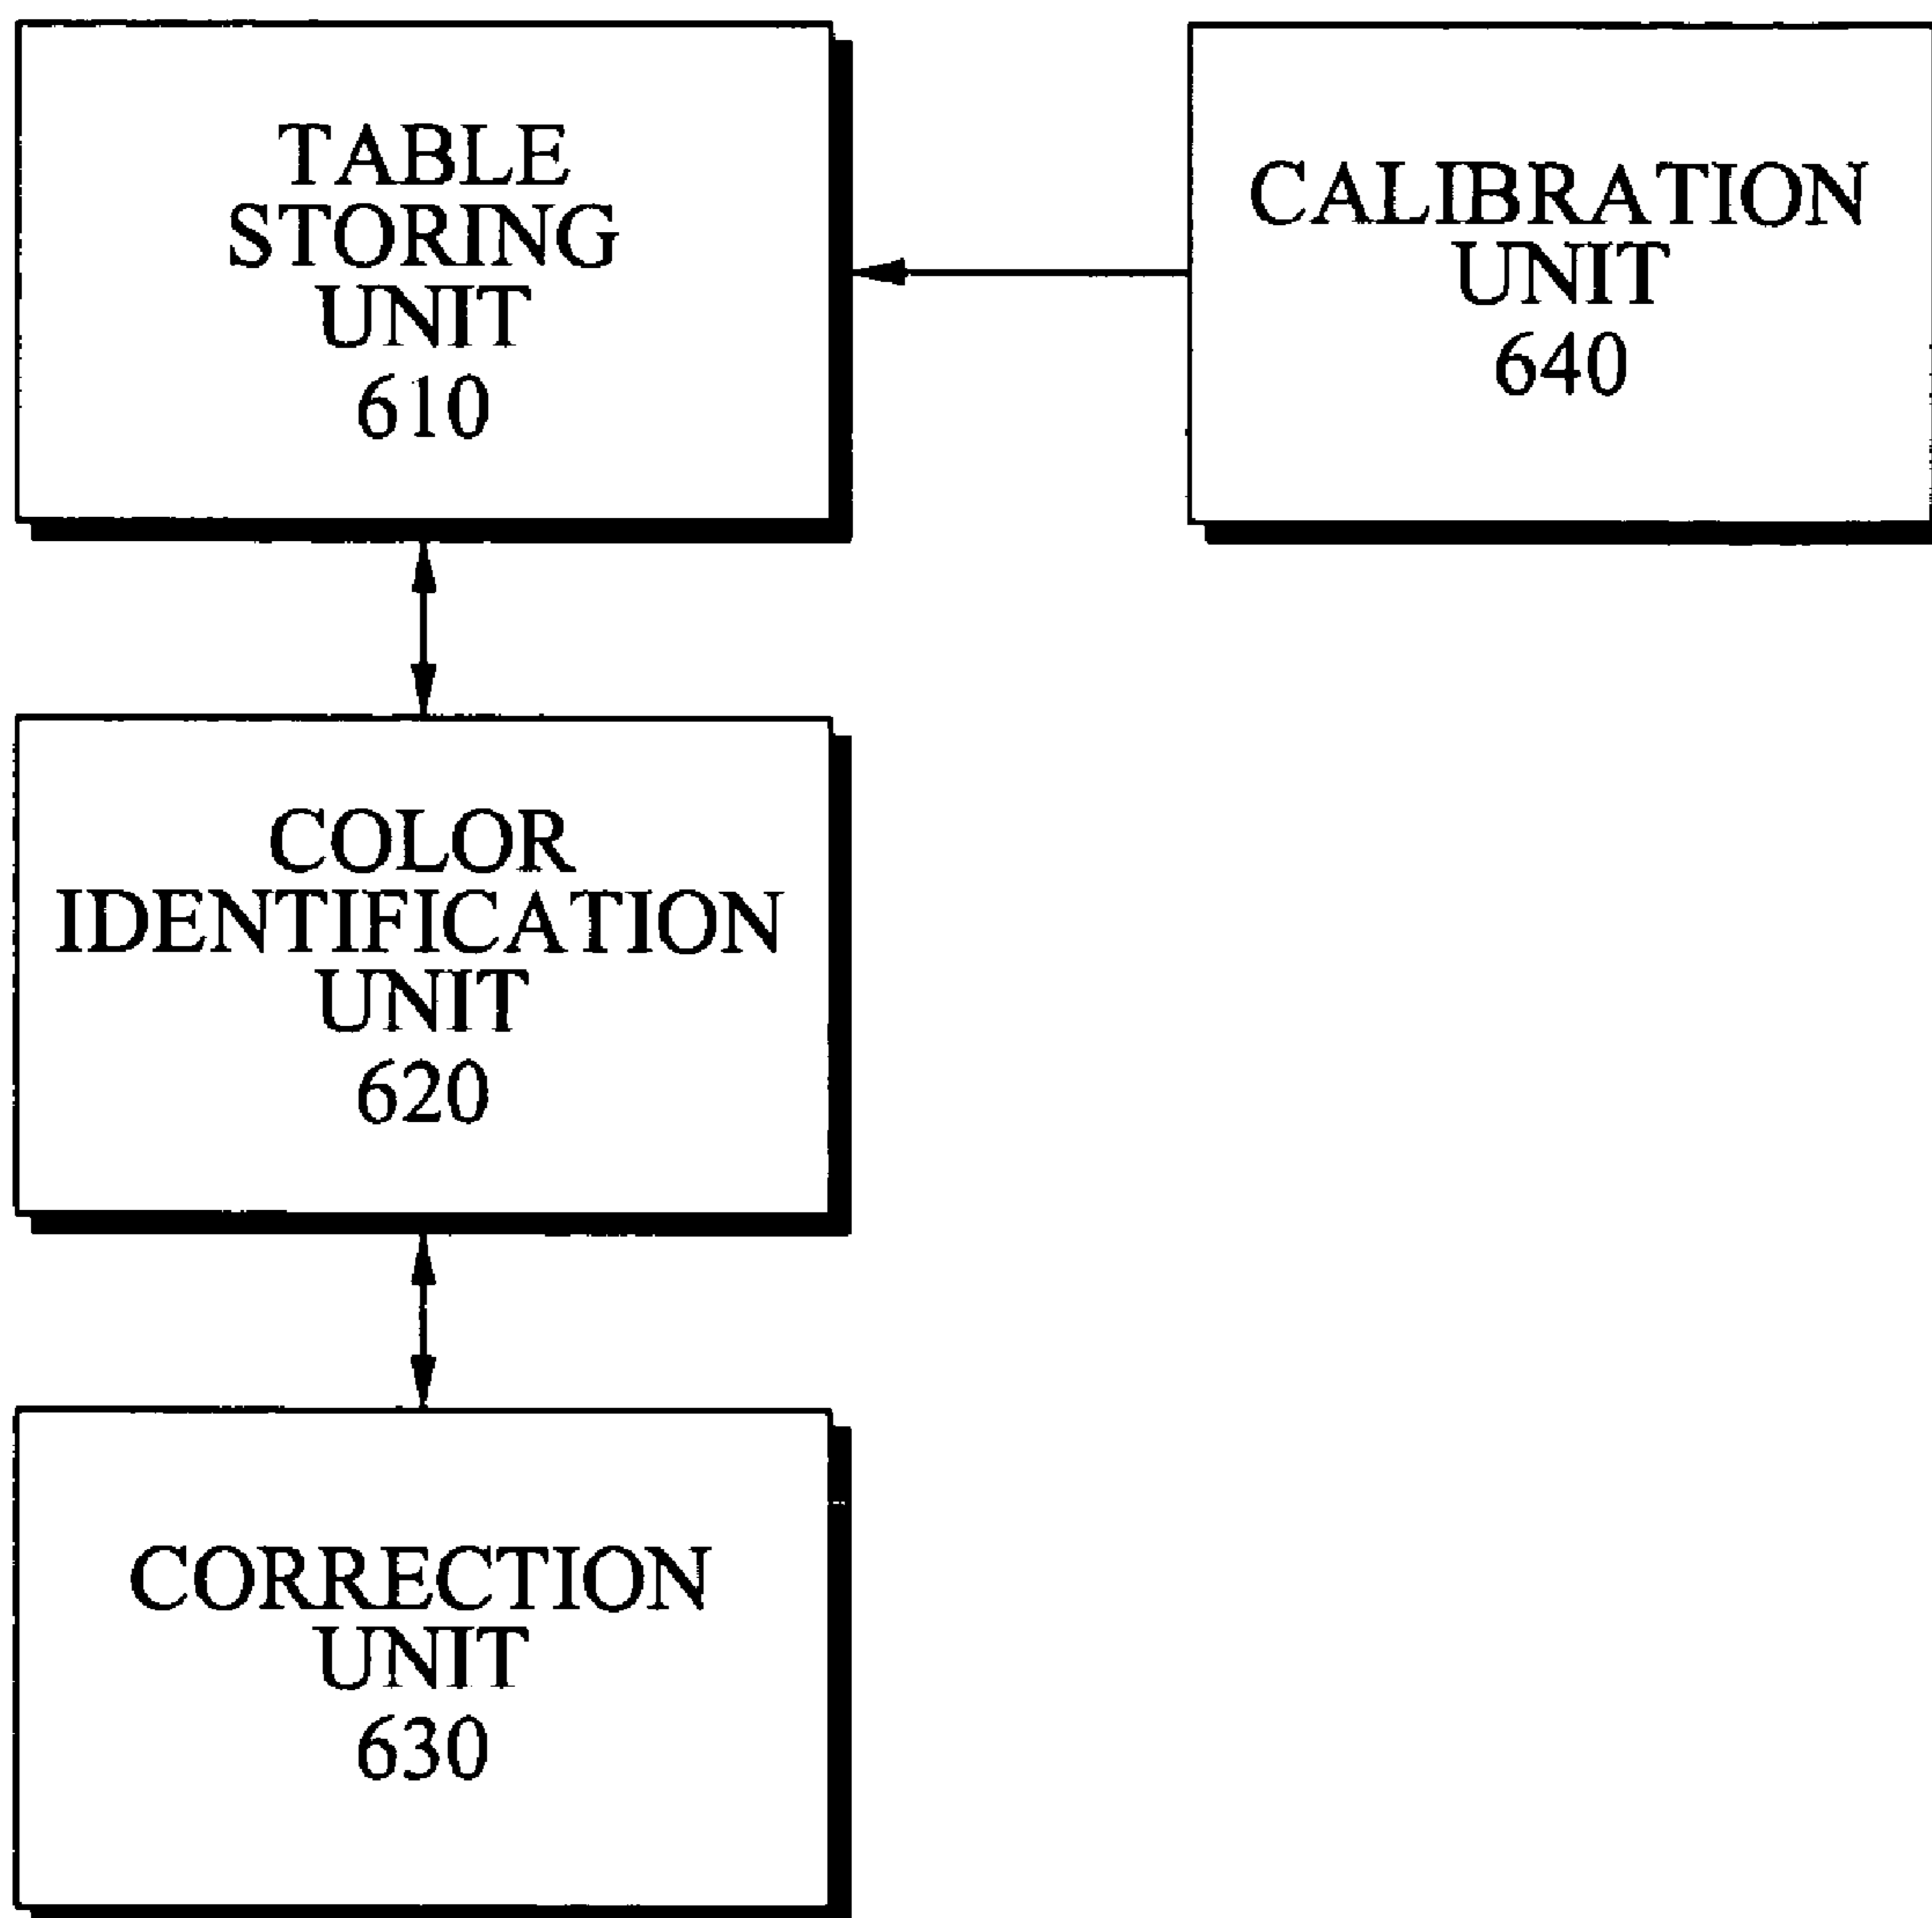 TABLE
STORING
UNIT
610
CALIBRATION
UNIT
640
COLOR
IDENTIFICATION
UNIT
620
CORRECTION
UNIT
630